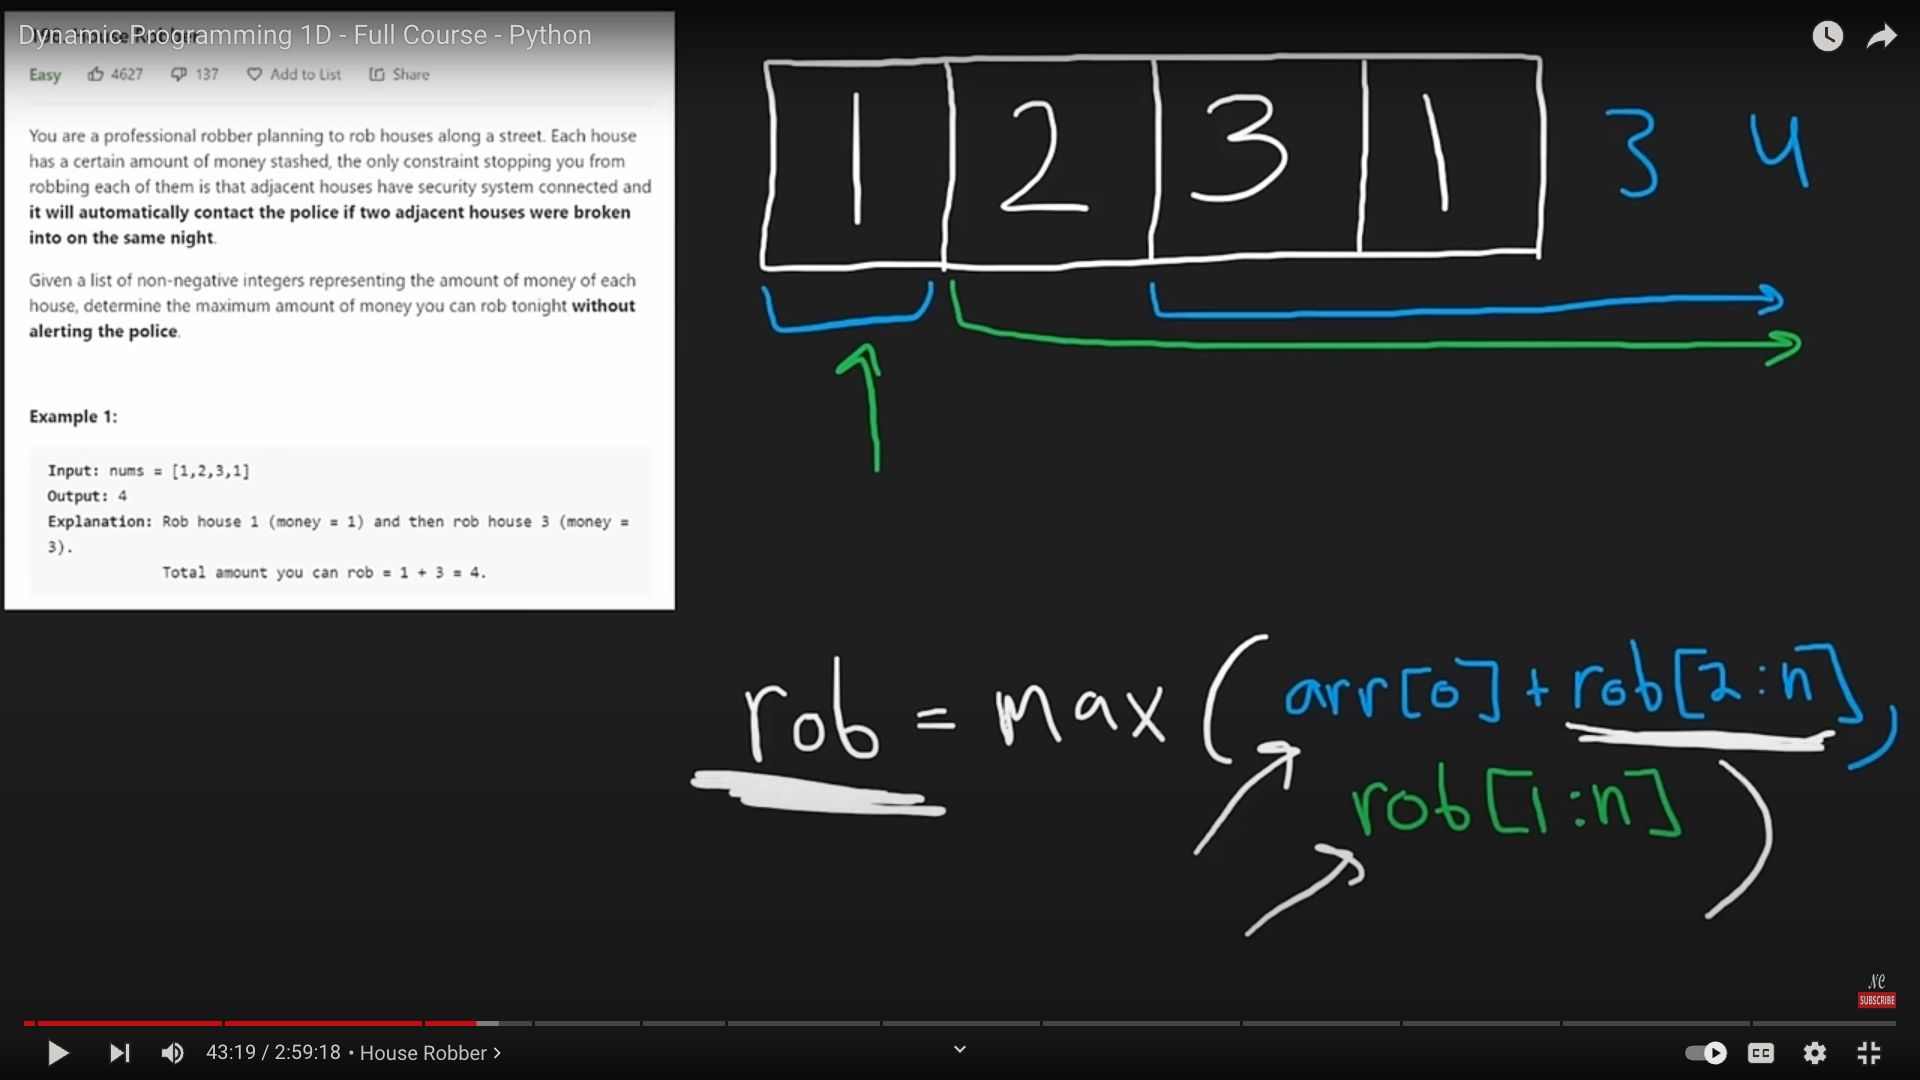 Dynamic Programming 1D - Full Course - Python
Easy 4627 137 Add to List Share
You are a professional robber planning to rob houses along a street. Each house
has a certain amount of money stashed, the only constraint stopping you from
robbing each of them is that adjacent houses have security system connected and
it will automatically contact the police if two adjacent houses were broken
into on the same night.
Given a list of non-negative integers representing the amount of money of each
house, determine the maximum amount of money you can rob tonight without
alerting the police.
Example 1:
Input: nums = [1,2,3,1]
Output: 4
Explanation: Rob house 1 (money = 1) and then rob house 3 (money =
3).
Total amount you can rob = 1 + 3 = 4.
1 2 3 1 3 4
rob = max ( arr[0] + rob[2:n],
rob[1:n] )
NC
SUBSCRIBE
43:19 / 2:59:18 • House Robber >
CC